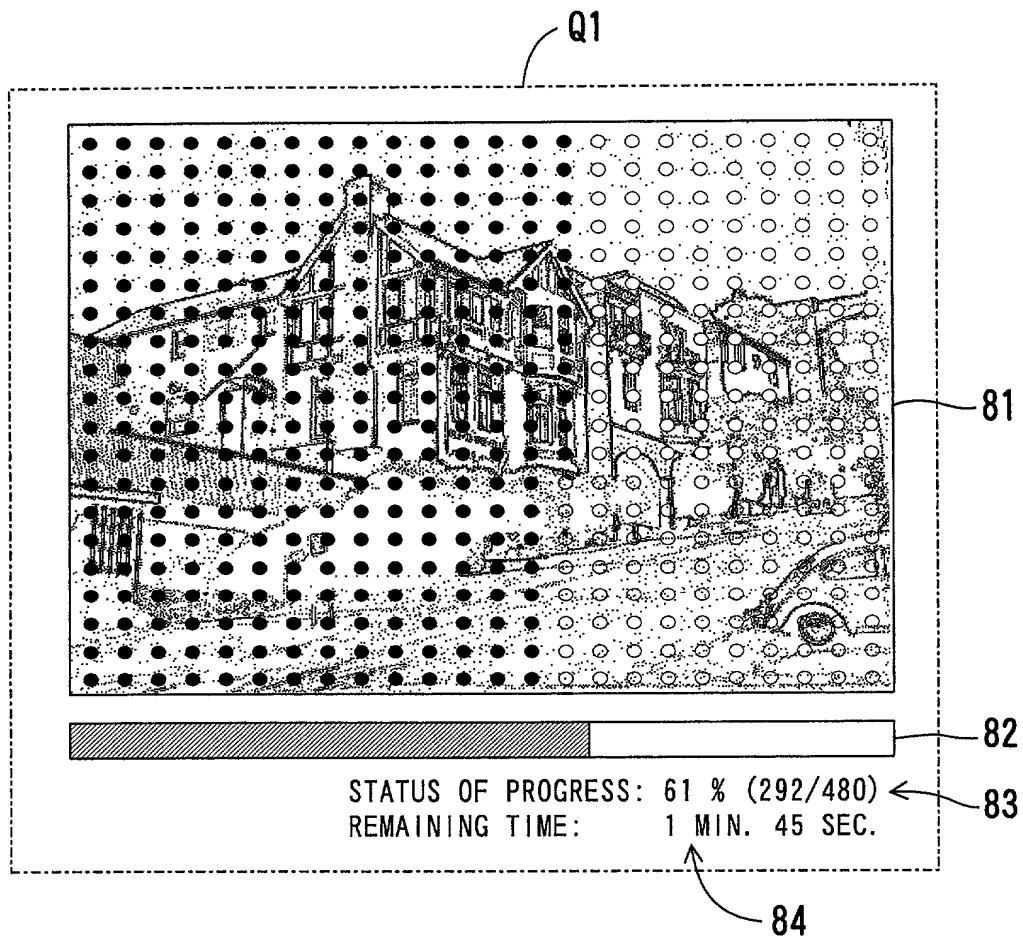 Q1
81
82
STATUS OF PROGRESS: 61 % (292/480)
83
REMAINING TIME: 1 MIN. 45 SEC.
84